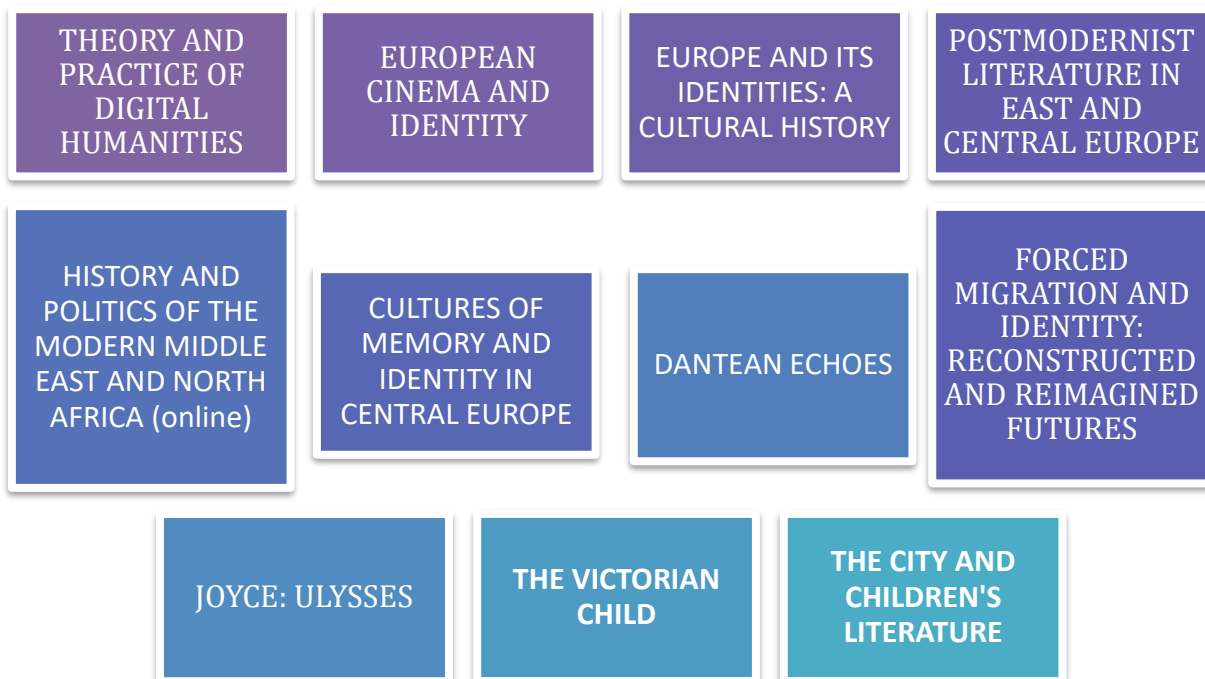 THEORY AND
PRACTICE OF
DIGITAL
HUMANITIES
EUROPEAN
CINEMA AND
IDENTITY
EUROPE AND ITS
IDENTITIES: A
CULTURAL HISTORY
POSTMODERNIST
LITERATURE IN
EAST AND
CENTRAL EUROPE
HISTORY AND
POLITICS OF THE
MODERN MIDDLE
EAST AND NORTH
AFRICA (online)
CULTURES OF
MEMORY AND
IDENTITY IN
CENTRAL EUROPE
DANTEAN ECHOES
FORCED
MIGRATION AND
IDENTITY:
RECONSTRUCTED
AND REIMAGINED
FUTURES
JOYCE: ULYSSES
THE VICTORIAN
CHILD
THE CITY AND
CHILDREN'S
LITERATURE